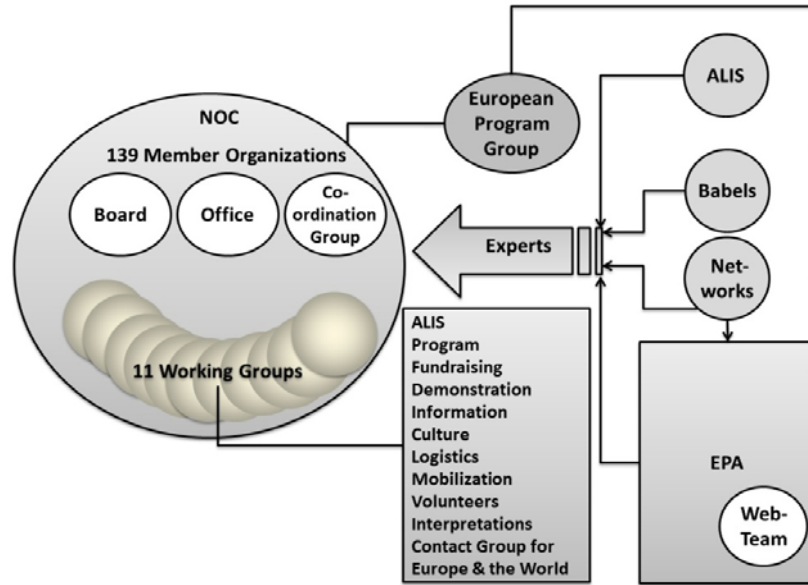 NOC
139 Member Organizations
Board
Office
Co-
ordination
Group
11 Working Groups
European
Program
Group
Experts
ALIS
Babels
Net-
works
ALIS
Program
Fundraising
Demonstration
Information
Culture
Logistics
Mobilization
Volunteers
Interpretations
Contact Group for
Europe & the World
EPA
Web-
Team